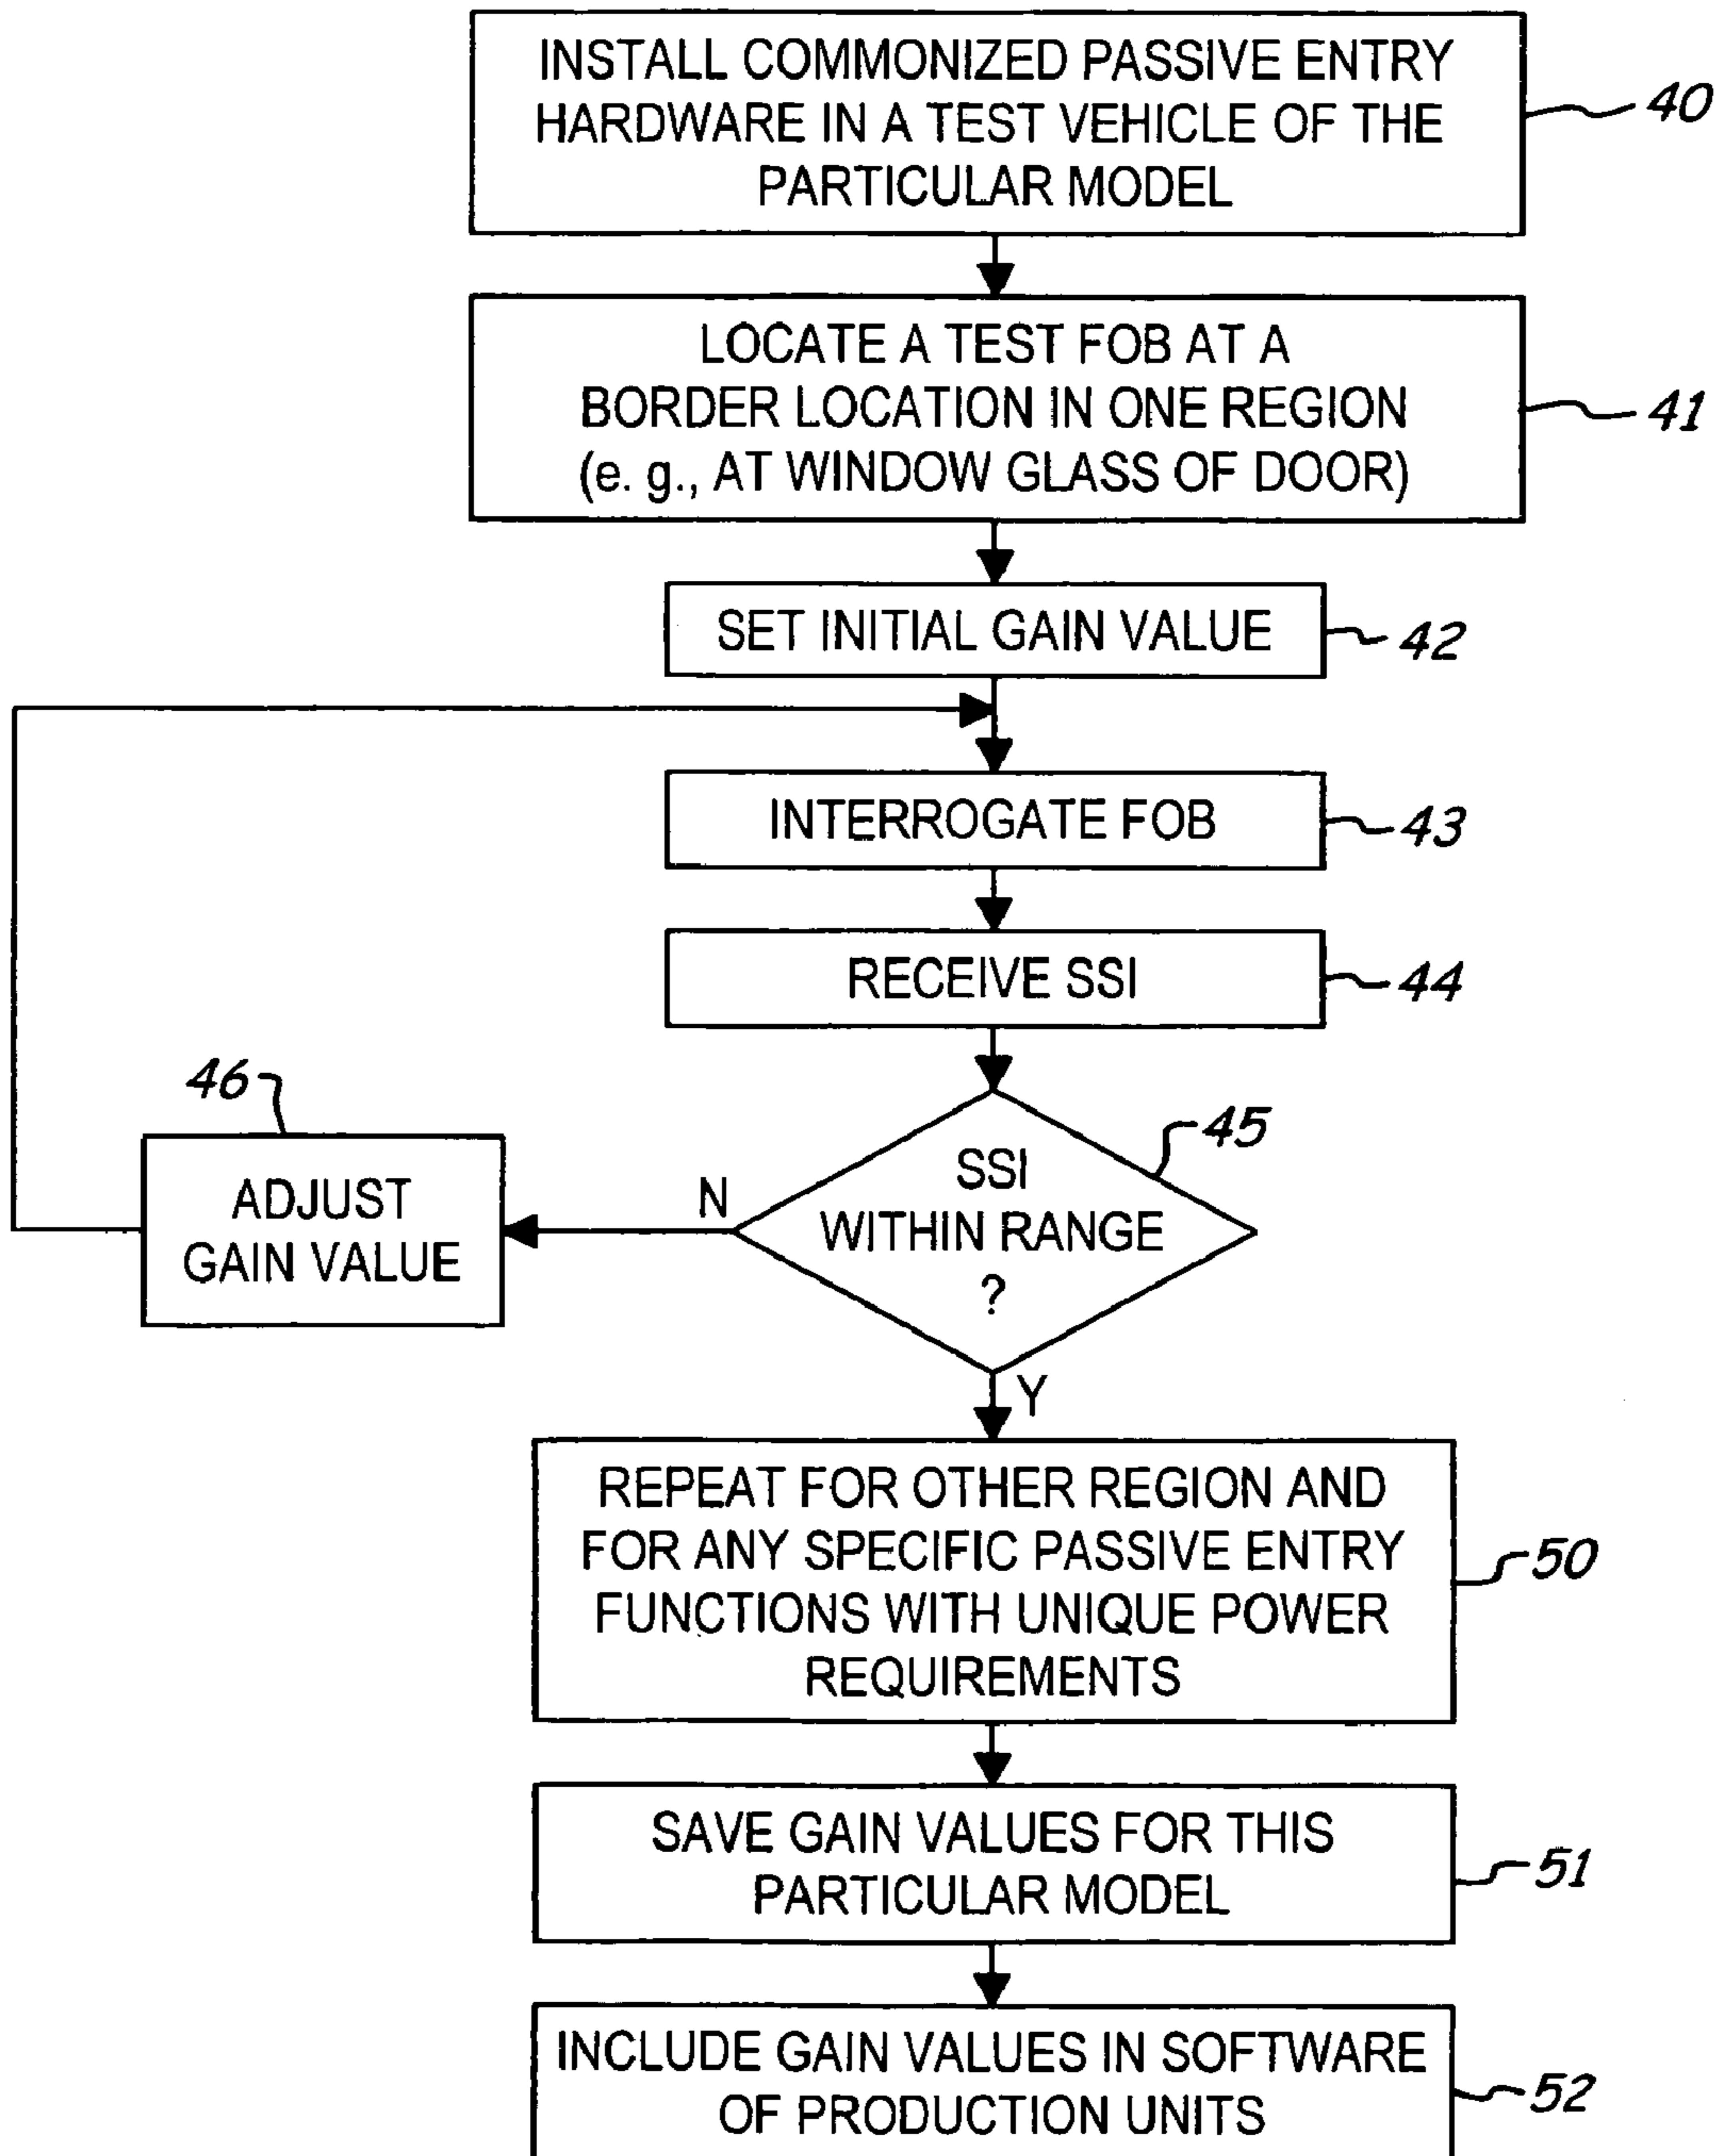 INSTALL COMMONIZED PASSIVE ENTRY
HARDWARE IN A TEST VEHICLE OF THE
PARTICULAR MODEL
40
LOCATE A TEST FOB AT A
BORDER LOCATION IN ONE REGION
(e. g., AT WINDOW GLASS OF DOOR)
41
SET INITIAL GAIN VALUE
42
INTERROGATE FOB
43
RECEIVE SSI
44
SSI
WITHIN RANGE
?
45
N
46
ADJUST
GAIN VALUE
Y
REPEAT FOR OTHER REGION AND
FOR ANY SPECIFIC PASSIVE ENTRY
FUNCTIONS WITH UNIQUE POWER
REQUIREMENTS
50
SAVE GAIN VALUES FOR THIS
PARTICULAR MODEL
51
INCLUDE GAIN VALUES IN SOFTWARE
OF PRODUCTION UNITS
52